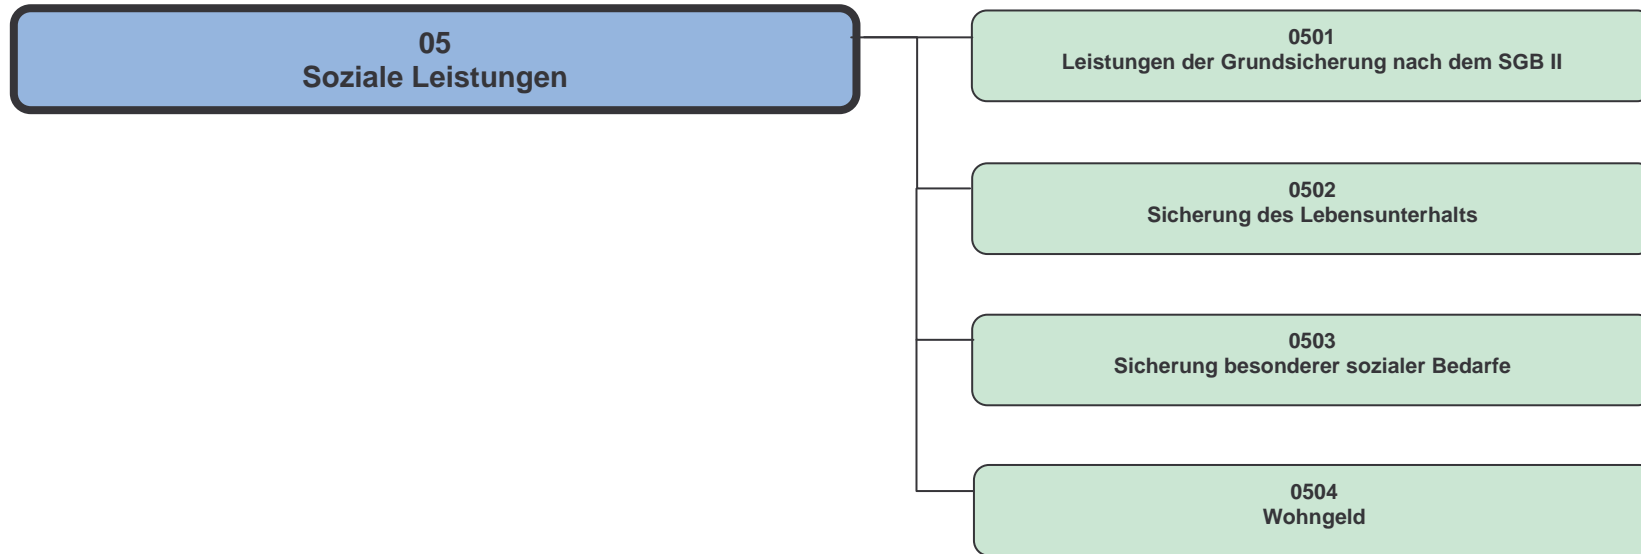 05
Soziale Leistungen
0501
Leistungen der Grundsicherung nach dem SGB II
0502
Sicherung des Lebensunterhalts
0503
Sicherung besonderer sozialer Bedarfe
0504
Wohngeld